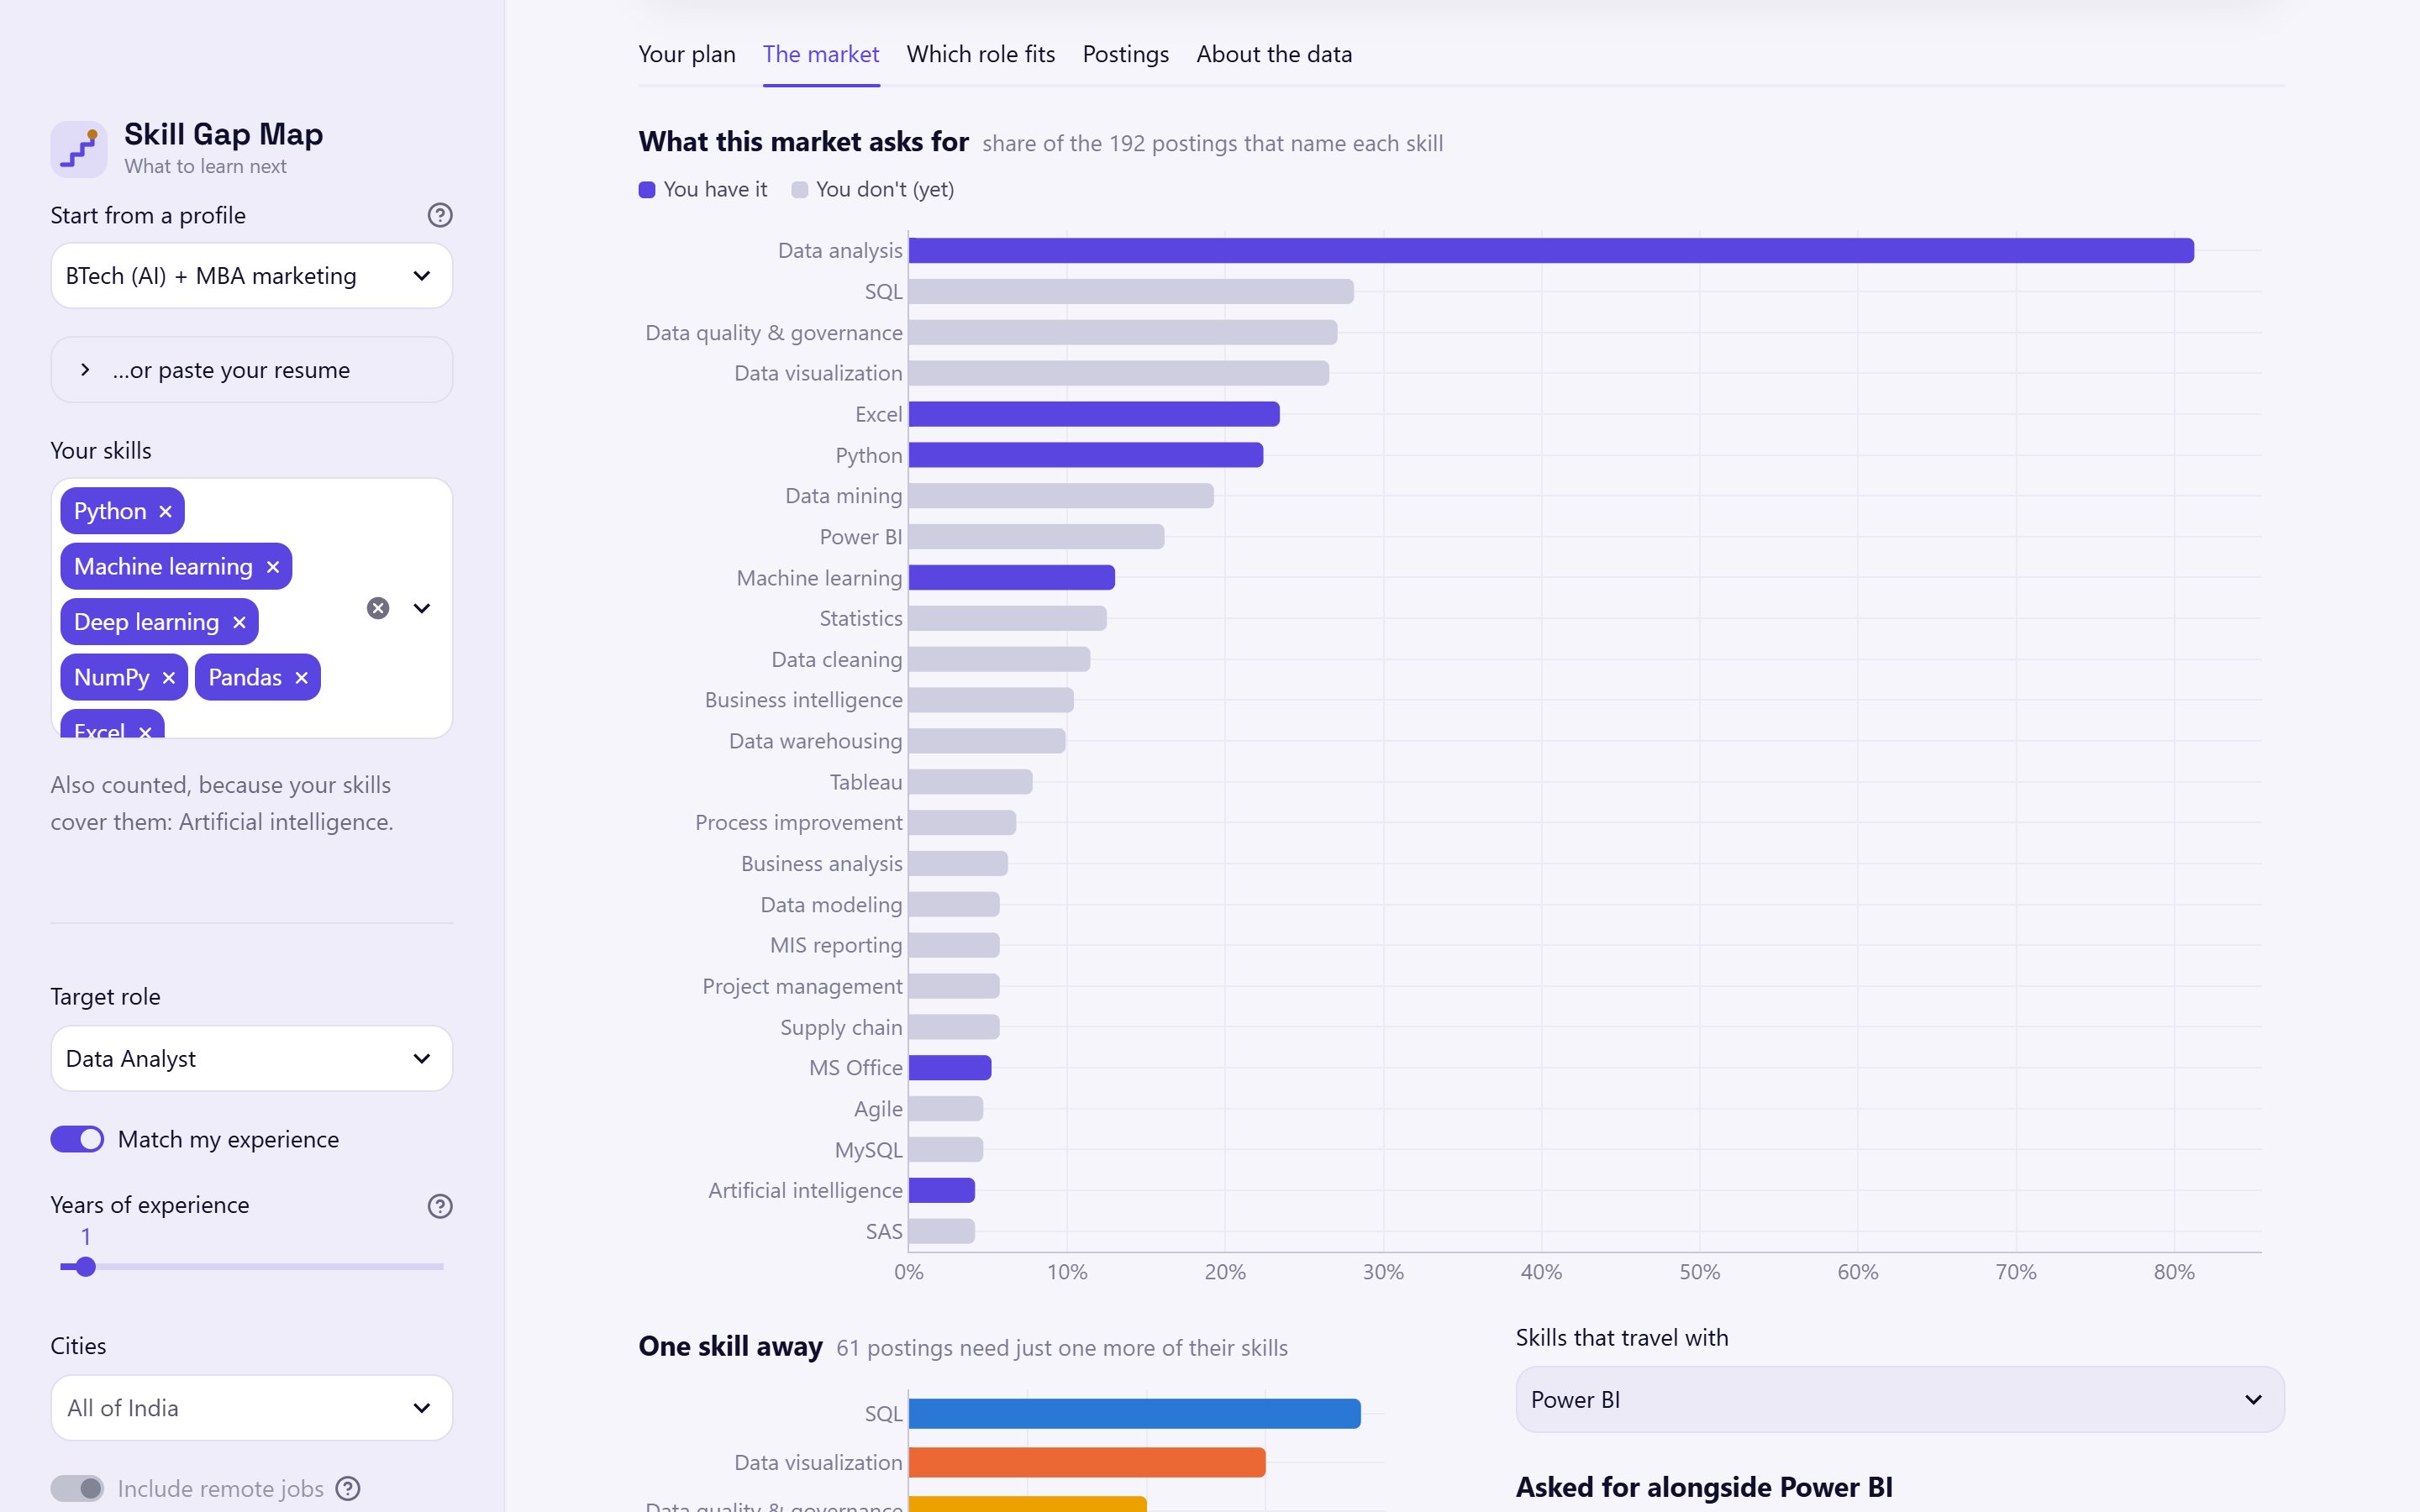 Skill Gap Map
What to learn next
Start from a profile
BTech (AI) + MBA marketing
...or paste your resume
Your skills
Python
Machine learning
Deep learning
NumPy Pandas
Excel
Also counted, because your skills
cover them: Artificial intelligence.
Target role
Data Analyst
Match my experience
Years of experience
1
Cities
All of India
Include remote jobs
Your plan The market Which role fits Postings About the data
What this market asks for share of the 192 postings that name each skill
You have it You don't (yet)
Data analysis
SQL
Data quality & governance
Data visualization
Excel
Python
Data mining
Power BI
Machine learning
Statistics
Data cleaning
Business intelligence
Data warehousing
Tableau
Process improvement
Business analysis
Data modeling
MIS reporting
Project management
Supply chain
MS Office
Agile
MySQL
Artificial intelligence
SAS
0% 10% 20% 30% 40% 50% 60% 70% 80%
One skill away 61 postings need just one more of their skills
SQL
Data visualization
Data quality & governance
Skills that travel with
Power BI
Asked for alongside Power BI